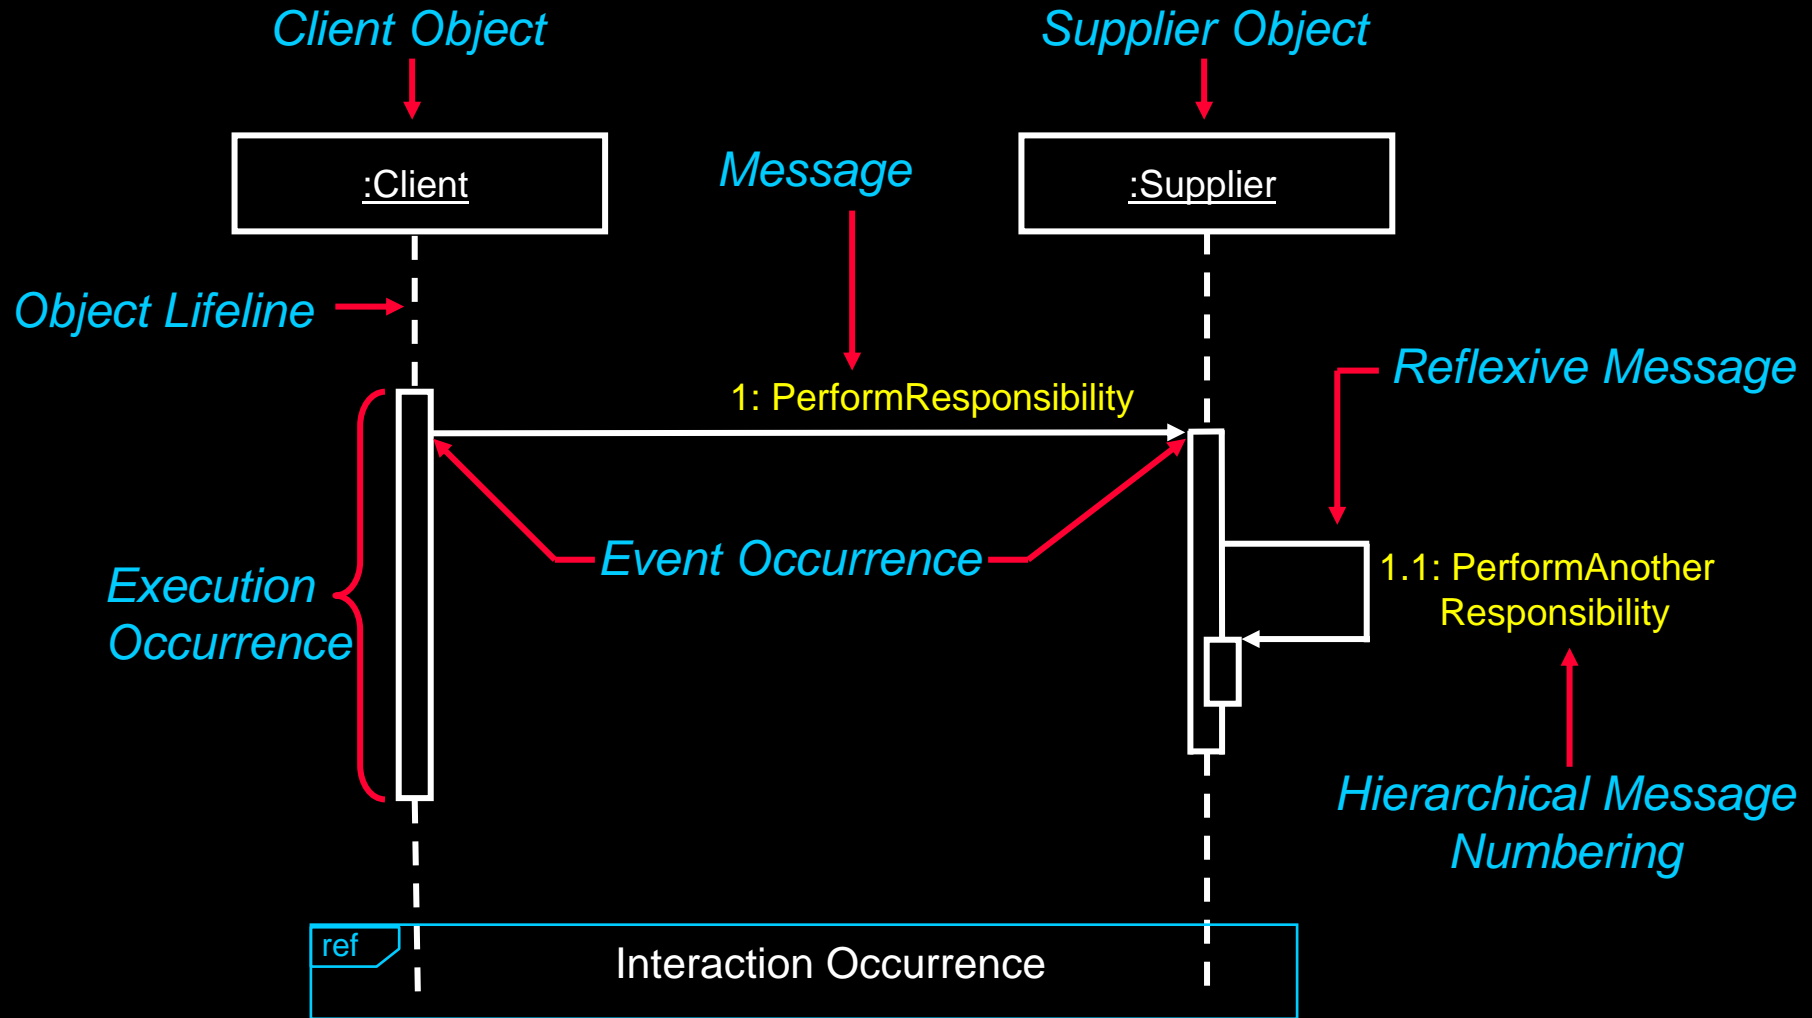 Client Object
Supplier Object
:Client
Message
:Supplier
Object Lifeline
Reflexive Message
1: PerformResponsibility
Event Occurrence
1.1: PerformAnother
Responsibility
Execution
Occurrence
Hierarchical Message
Numbering
ref
Interaction Occurrence